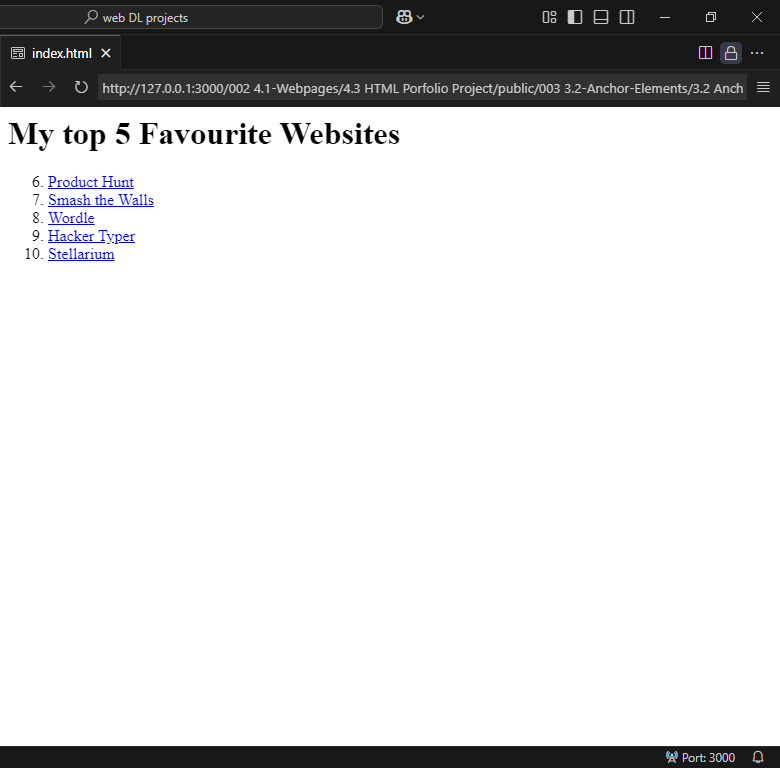 web DL projects
index.html
http://127.0.0.1:3000/002 4.1-Webpages/4.3 HTML Porfolio Project/public/003 3.2-Anchor-Elements/3.2 Anch
My top 5 Favourite Websites
6. Product Hunt
7. Smash the Walls
8. Wordle
9. Hacker Typer
10. Stellarium
Port: 3000